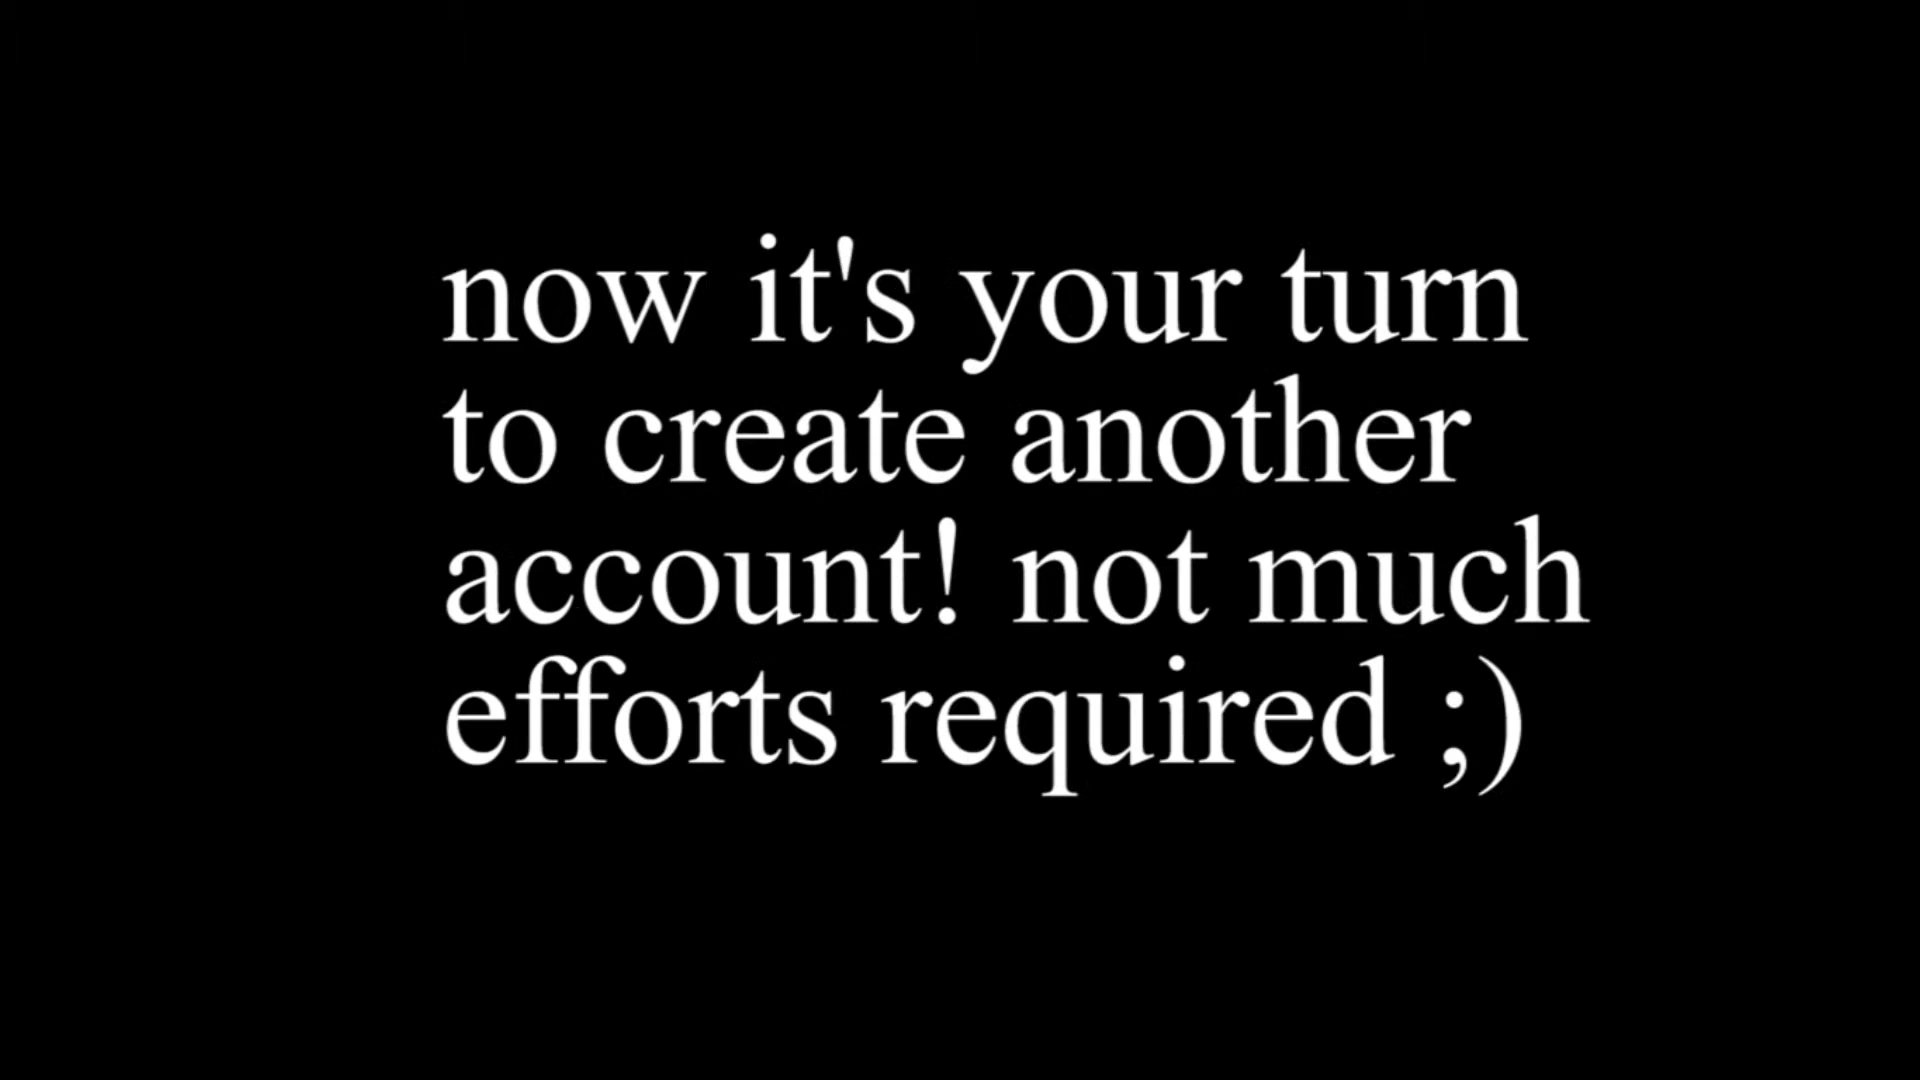 now it's your turn
to create another
account! not much
efforts required ;)